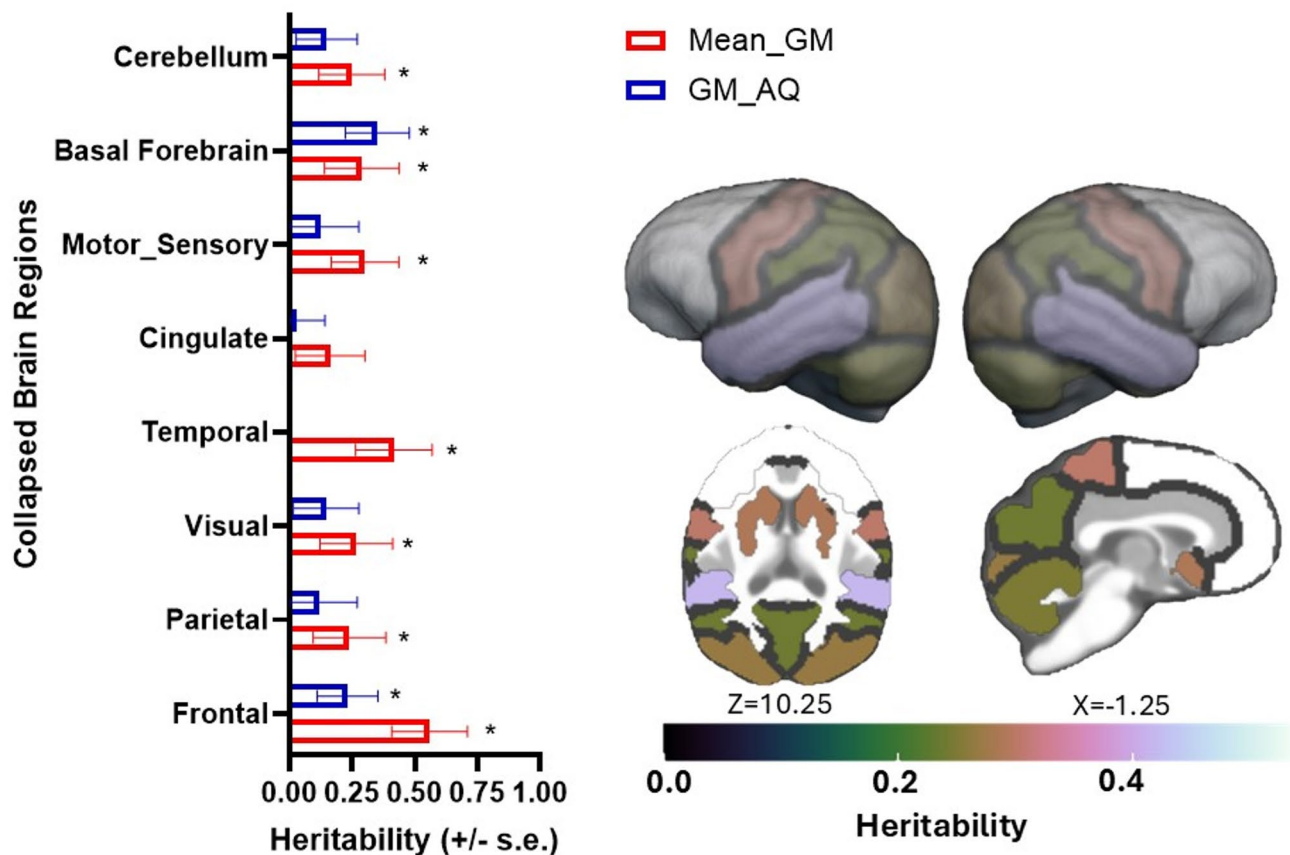 Collapsed Brain Regions
Cerebellum
*
Basal Forebrain
*
*
Motor_Sensory
*
Cingulate
Temporal
*
Visual
*
Parietal
*
Frontal
*
*
0.00 0.25 0.50 0.75 1.00
Heritability (+/- s.e.)
Mean_GM
GM_AQ
Z=10.25
X=-1.25
0.0
0.2
0.4
Heritability